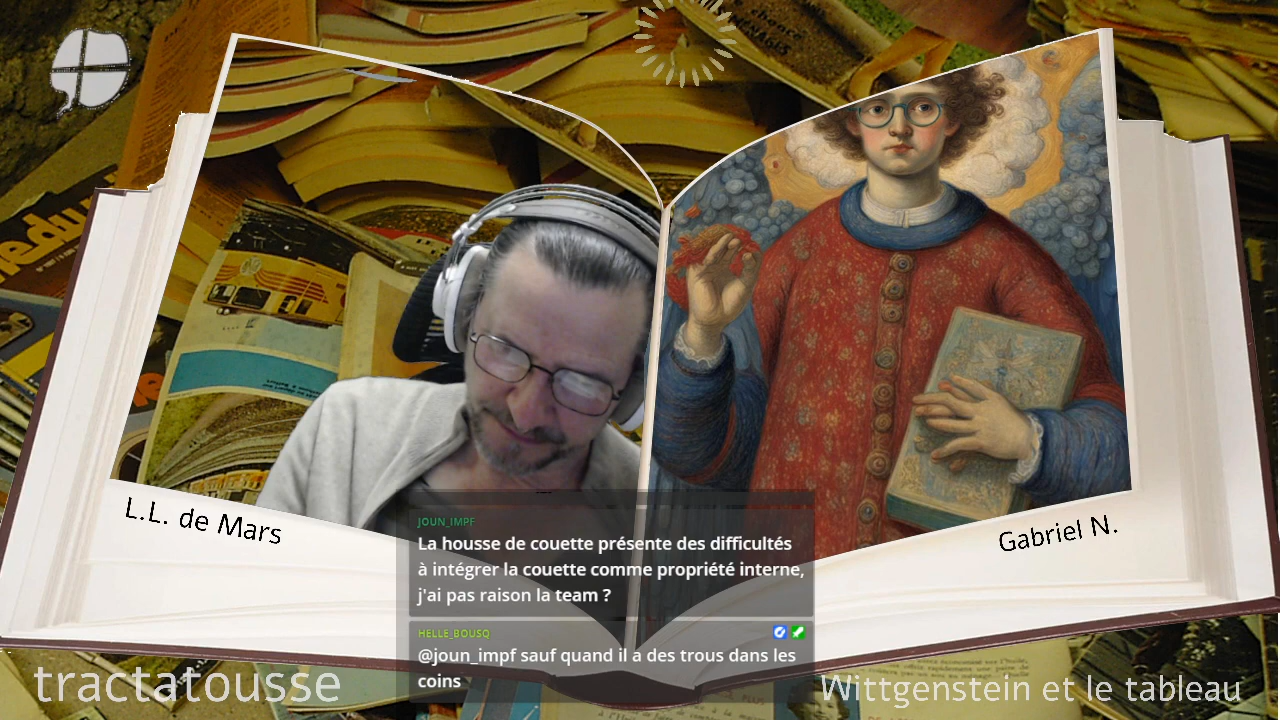 L.L. de Mars
Gabriel N.
JOUN_IMPF
La housse de couette présente des difficultés
à intégrer la couette comme propriété interne,
j'ai pas raison la team ?
HELLE_BOUSQ
@joun_impf sauf quand il a des trous dans les
coins
tractatousse
Wittgenstein et le tableau